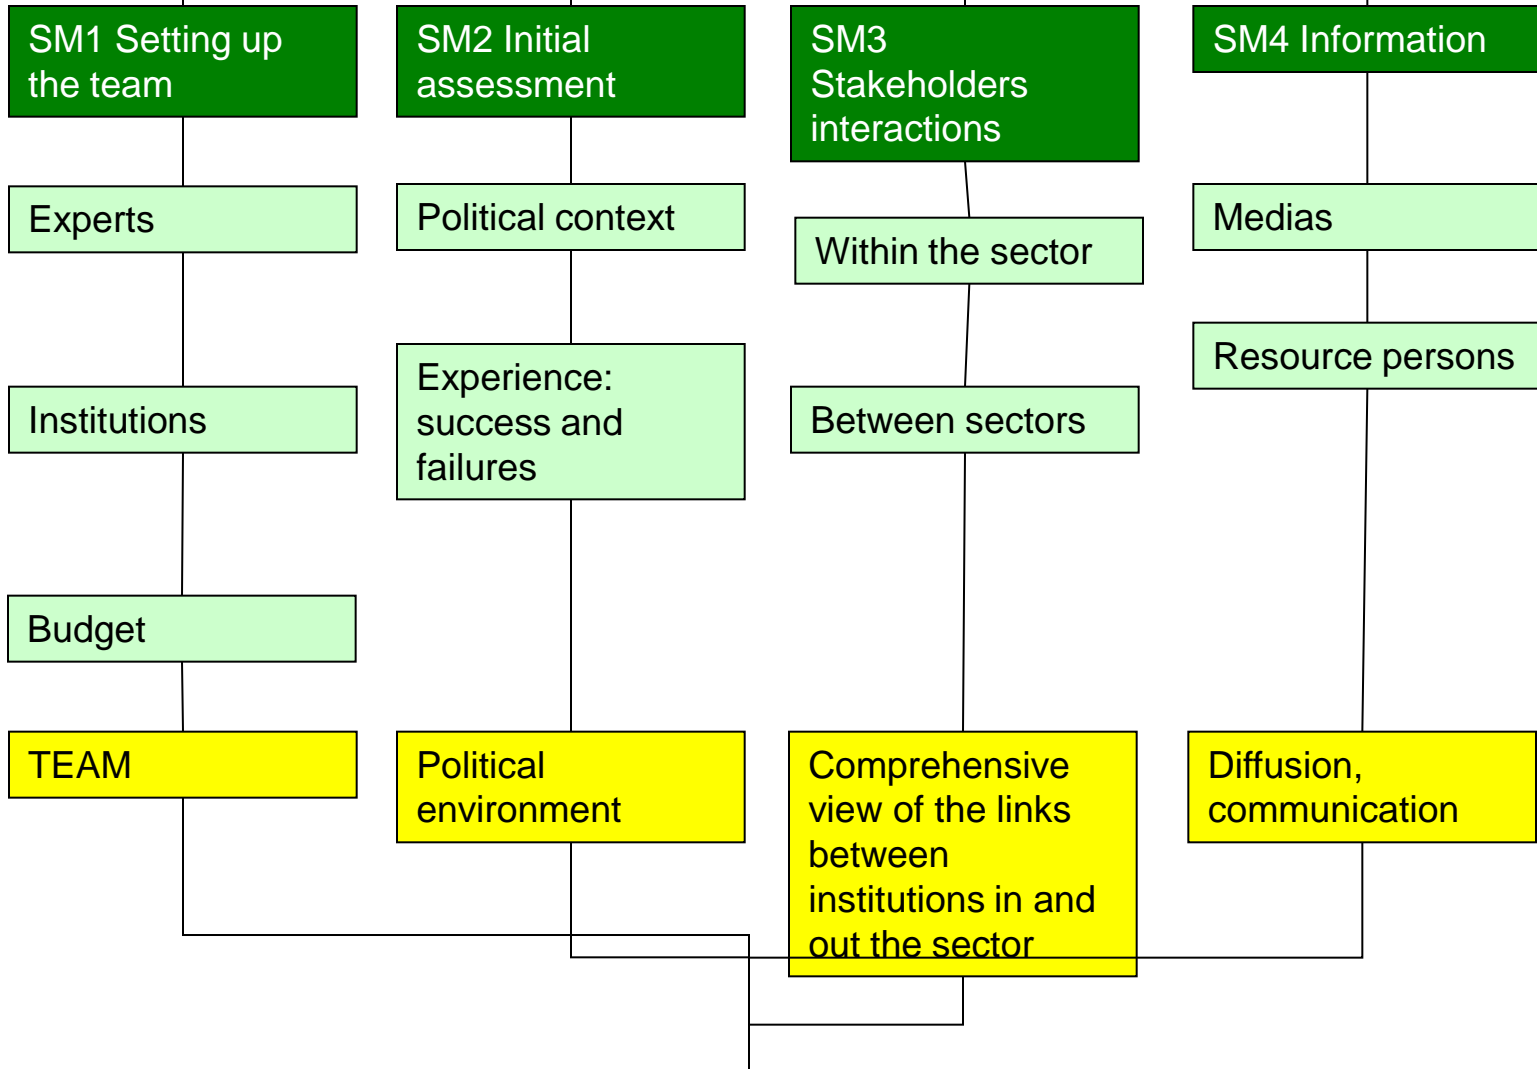 SM1 Setting up
the team
Experts
Institutions
Budget
TEAM
SM2 Initial
assessment
Political context
Experience:
success and
failures
Political
environment
SM3
Stakeholders
interactions
Within the sector
Between sectors
Comprehensive
view of the links
between
institutions in and
out the sector
SM4 Information
Medias
Resource persons
Diffusion,
communication